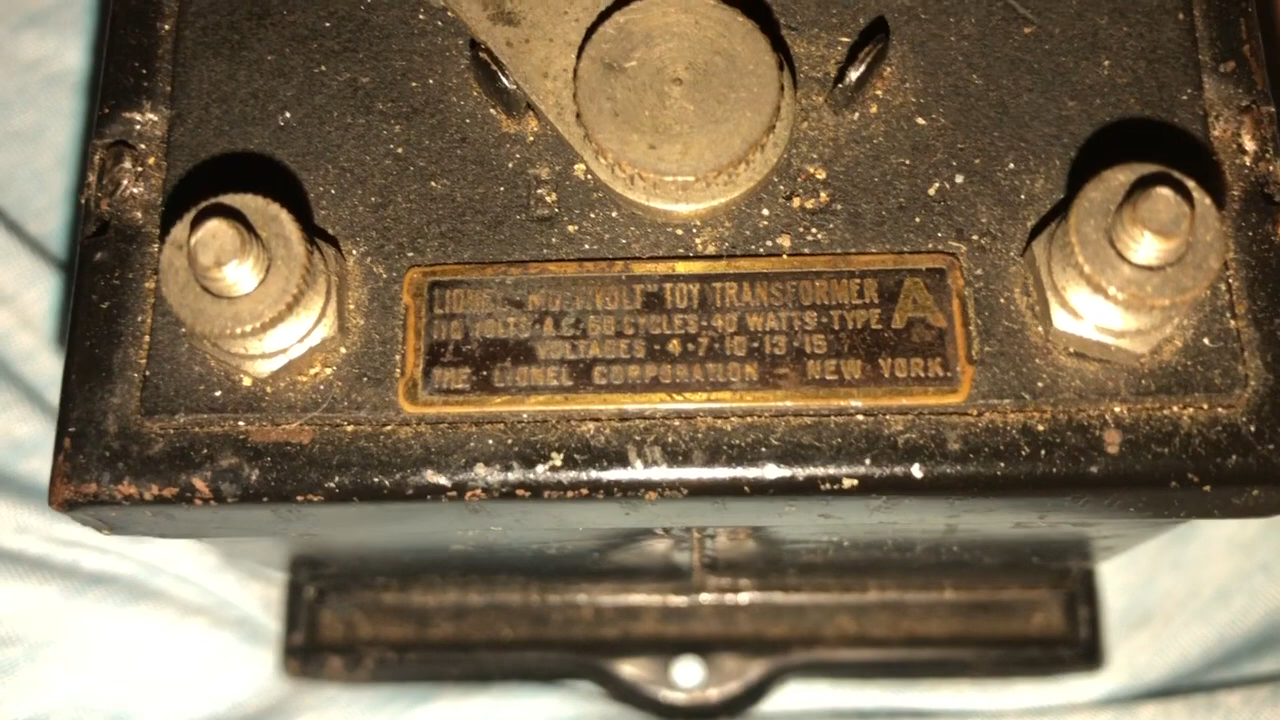 LIONEL "MULTIVOLT" TOY TRANSFORMER
110 VOLTS·A.C. 60 CYCLES·40 WATTS·TYPE A
VOLTAGES·4·7·10·13·15
THE LIONEL CORPORATION – NEW YORK.